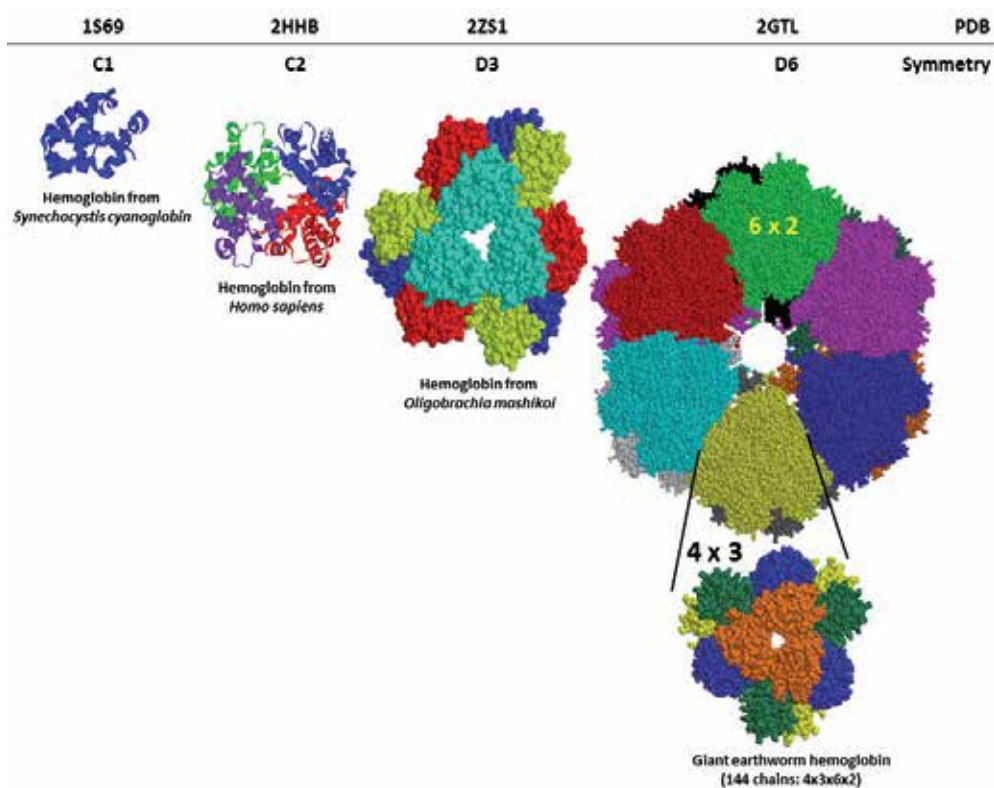 1S69 2HHB 2ZS1 2GTL PDB
C1 C2 D3 D6 Symmetry
Hemoglobin from
Synechocystis cyanoglobin
Hemoglobin from
Homo sapiens
Hemoglobin from
Oligobrachia mashikoi
6 x 2
4 x 3
Giant earthworm hemoglobin
(144 chains: 4x3x6x2)